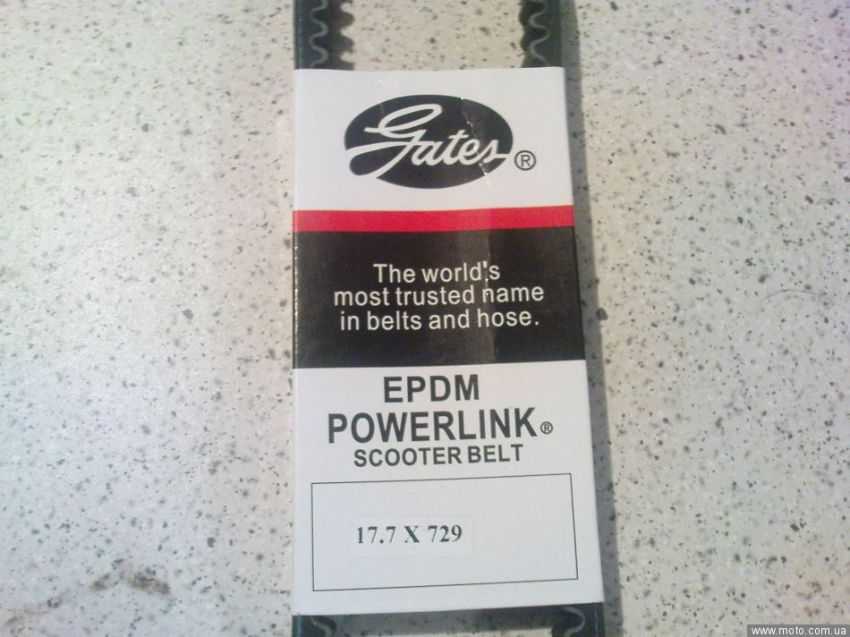 Gates®
The world's
most trusted name
in belts and hose.
EPDM
POWERLINK®
SCOOTER BELT
17.7 X 729
www.moto.com.ua